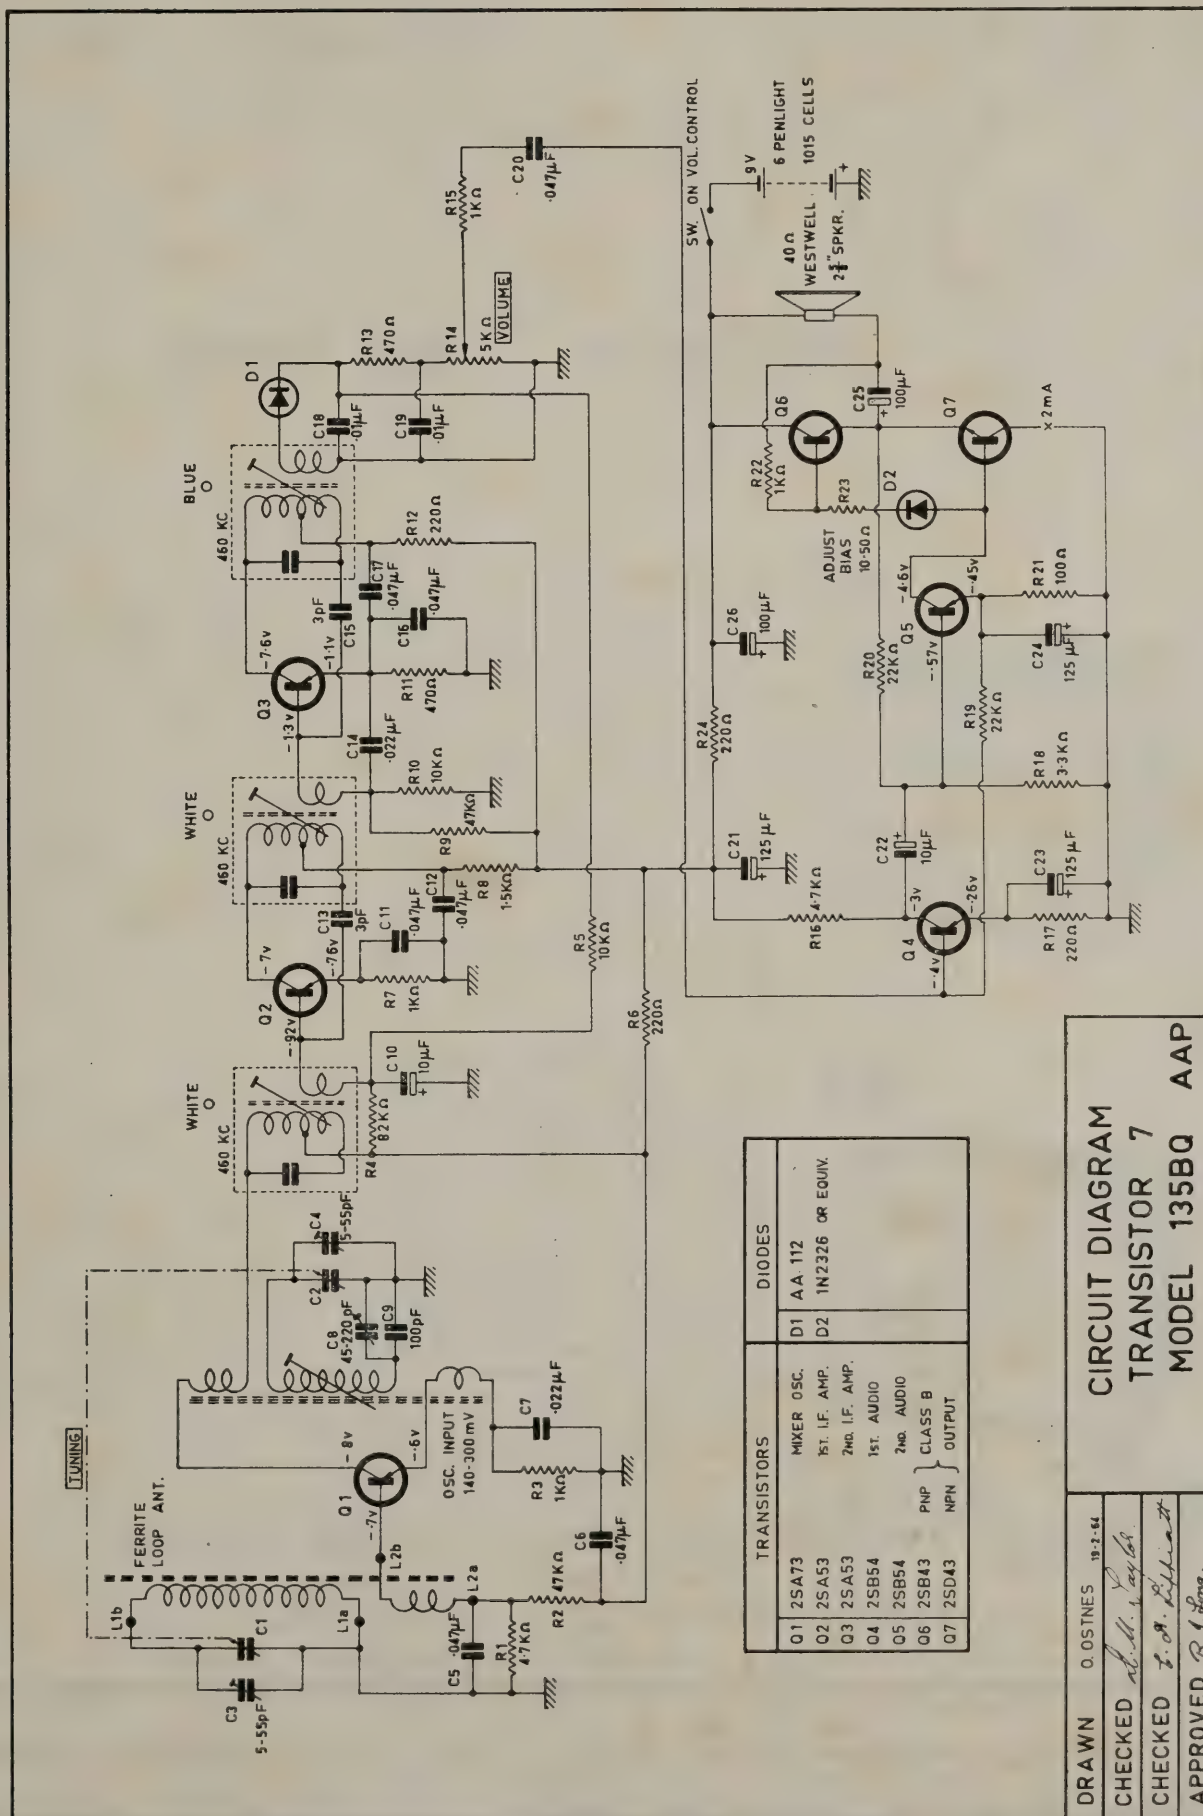 TUNING
FERRITE
LOOP ANT.
L1b
C1
L1a
C3
5-55pF
C5
·047µF
L2a
L2b
R1
4·7KΩ
R2
47KΩ
C6
·047µF
Q1
-·7v
-·8v
-·6v
OSC. INPUT
140-300mV
R3
1KΩ
C7
·022µF
C8
45-220pF
C9
100pF
C2
C4
5-55pF
WHITE
460 KC
R4
82KΩ
C10
10µF
+
Q2
-·92v
-7v
-·76v
C13
3pF
R7
1KΩ
C11
·047µF
C12
·047µF
R8
1·5KΩ
R5
10KΩ
R6
220Ω
WHITE
460 KC
R9
47KΩ
R10
10KΩ
C14
·022µF
Q3
-1·3v
-7·6v
-1·1v
R11
470Ω
C15
3pF
C16
·047µF
C17
·047µF
R12
220Ω
BLUE
460 KC
D1
C18
·01µF
C19
·01µF
R13
470Ω
R14
5KΩ
VOLUME
R15
1KΩ
C20
·047µF
SW. ON VOL.CONTROL
9V
6 PENLIGHT
1015 CELLS
+
40Ω
WESTWELL
2⅝" SPKR.
C21
125µF
+
R24
220Ω
C26
100µF
+
R16
4·7KΩ
Q4
-·4v
-3v
-·26v
R17
220Ω
C23
125µF
+
C22
10µF
+
R18
3·3KΩ
R19
22KΩ
R20
22KΩ
Q5
-·57v
-4·6v
-·45v
C24
125µF
+
R21
100Ω
ADJUST
BIAS
10-50Ω
R23
R22
1KΩ
D2
Q6
C25
100µF
+
Q7
×2mA
TRANSISTORS
DIODES
Q1 2SA73 MIXER OSC. D1 AA·112
Q2 2SA53 1ST. I.F. AMP. D2 1N2326 OR EQUIV.
Q3 2SA53 2ND. I.F. AMP.
Q4 2SB54 1ST. AUDIO
Q5 2SB54 2ND. AUDIO
Q6 2SB43 PNP } CLASS B
Q7 2SD43 NPN } OUTPUT
DRAWN O. OSTNES 19-2-64
CHECKED
CHECKED
APPROVED
CIRCUIT DIAGRAM
TRANSISTOR 7
MODEL 135BQ AAP